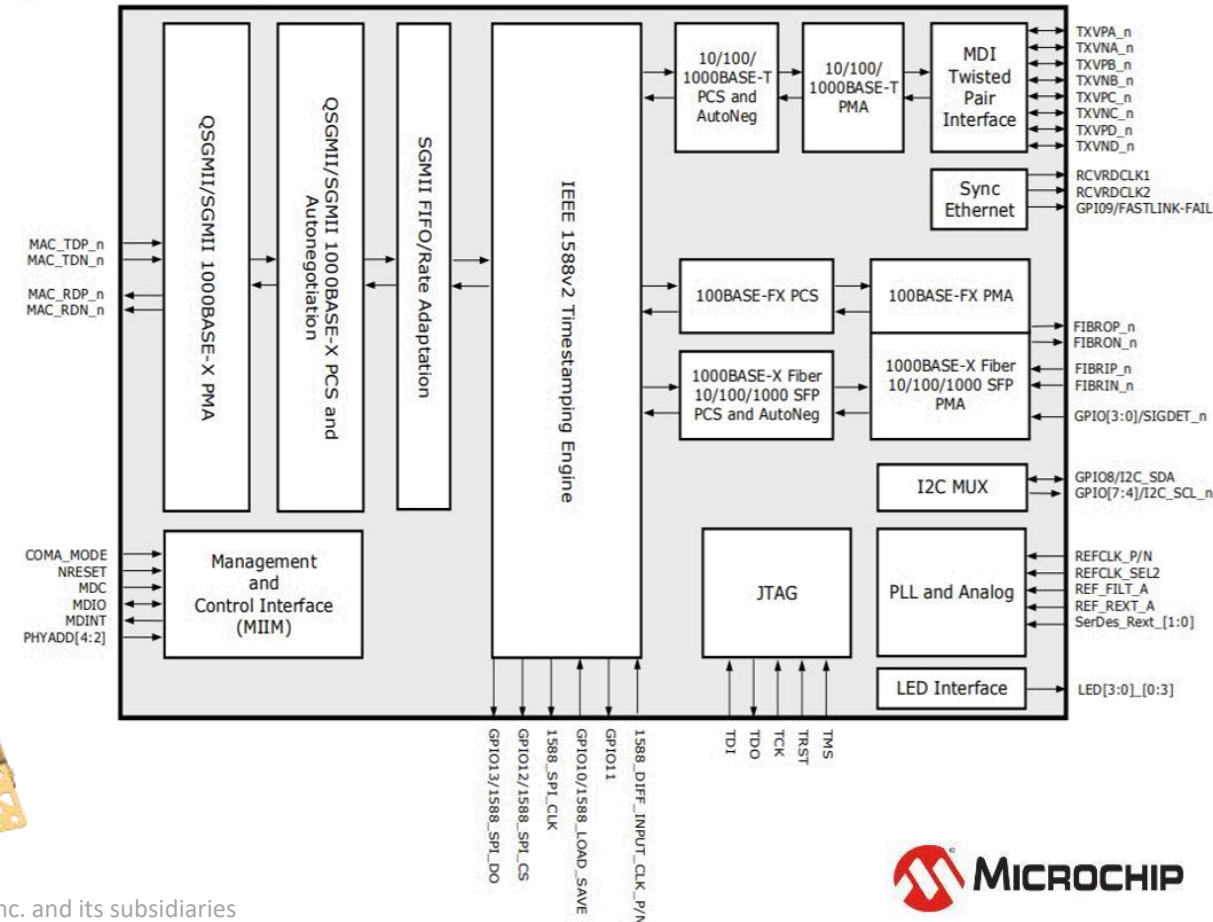 MAC_TDP_n
MAC_TDN_n
MAC_RDP_n
MAC_RDN_n
COMA_MODE
NRESET
MDC
MDIO
MDINT
PHYADD[4:2]
QSGMII/SGMII 1000BASE-X PMA
QSGMII/SGMII 1000BASE-X PCS and
Autonegotiation
SGMII FIFO/Rate Adaptation
Management
and
Control Interface
(MIIM)
IEEE 1588v2 Timestamping Engine
10/100/
1000BASE-T
PCS and
AutoNeg
10/100/
1000BASE-T
PMA
MDI
Twisted
Pair
Interface
Sync
Ethernet
100BASE-FX PCS
100BASE-FX PMA
1000BASE-X Fiber
10/100/1000 SFP
PCS and AutoNeg
1000BASE-X Fiber
10/100/1000 SFP
PMA
I2C MUX
JTAG
PLL and Analog
LED Interface
TXVPA_n
TXVNA_n
TXVPB_n
TXVNB_n
TXVPC_n
TXVNC_n
TXVPD_n
TXVND_n
RCVRDCLK1
RCVRDCLK2
GPIO9/FASTLINK-FAIL
FIBROP_n
FIBRON_n
FIBRIP_n
FIBRIN_n
GPIO[3:0]/SIGDET_n
GPIO8/I2C_SDA
GPIO[7:4]/I2C_SCL_n
REFCLK_P/N
REFCLK_SEL2
REF_FILT_A
REF_REXT_A
SerDes_Rext_[1:0]
LED[3:0]_[0:3]
GPIO13/1588_SPI_DO
GPIO12/1588_SPI_CS
1588_SPI_CLK
GPIO10/1588_LOAD_SAVE
GPIO11
1588_DIFF_INPUT_CLK_P/N
TDI
TDO
TCK
TRST
TMS
MICROCHIP
nc. and its subsidiaries